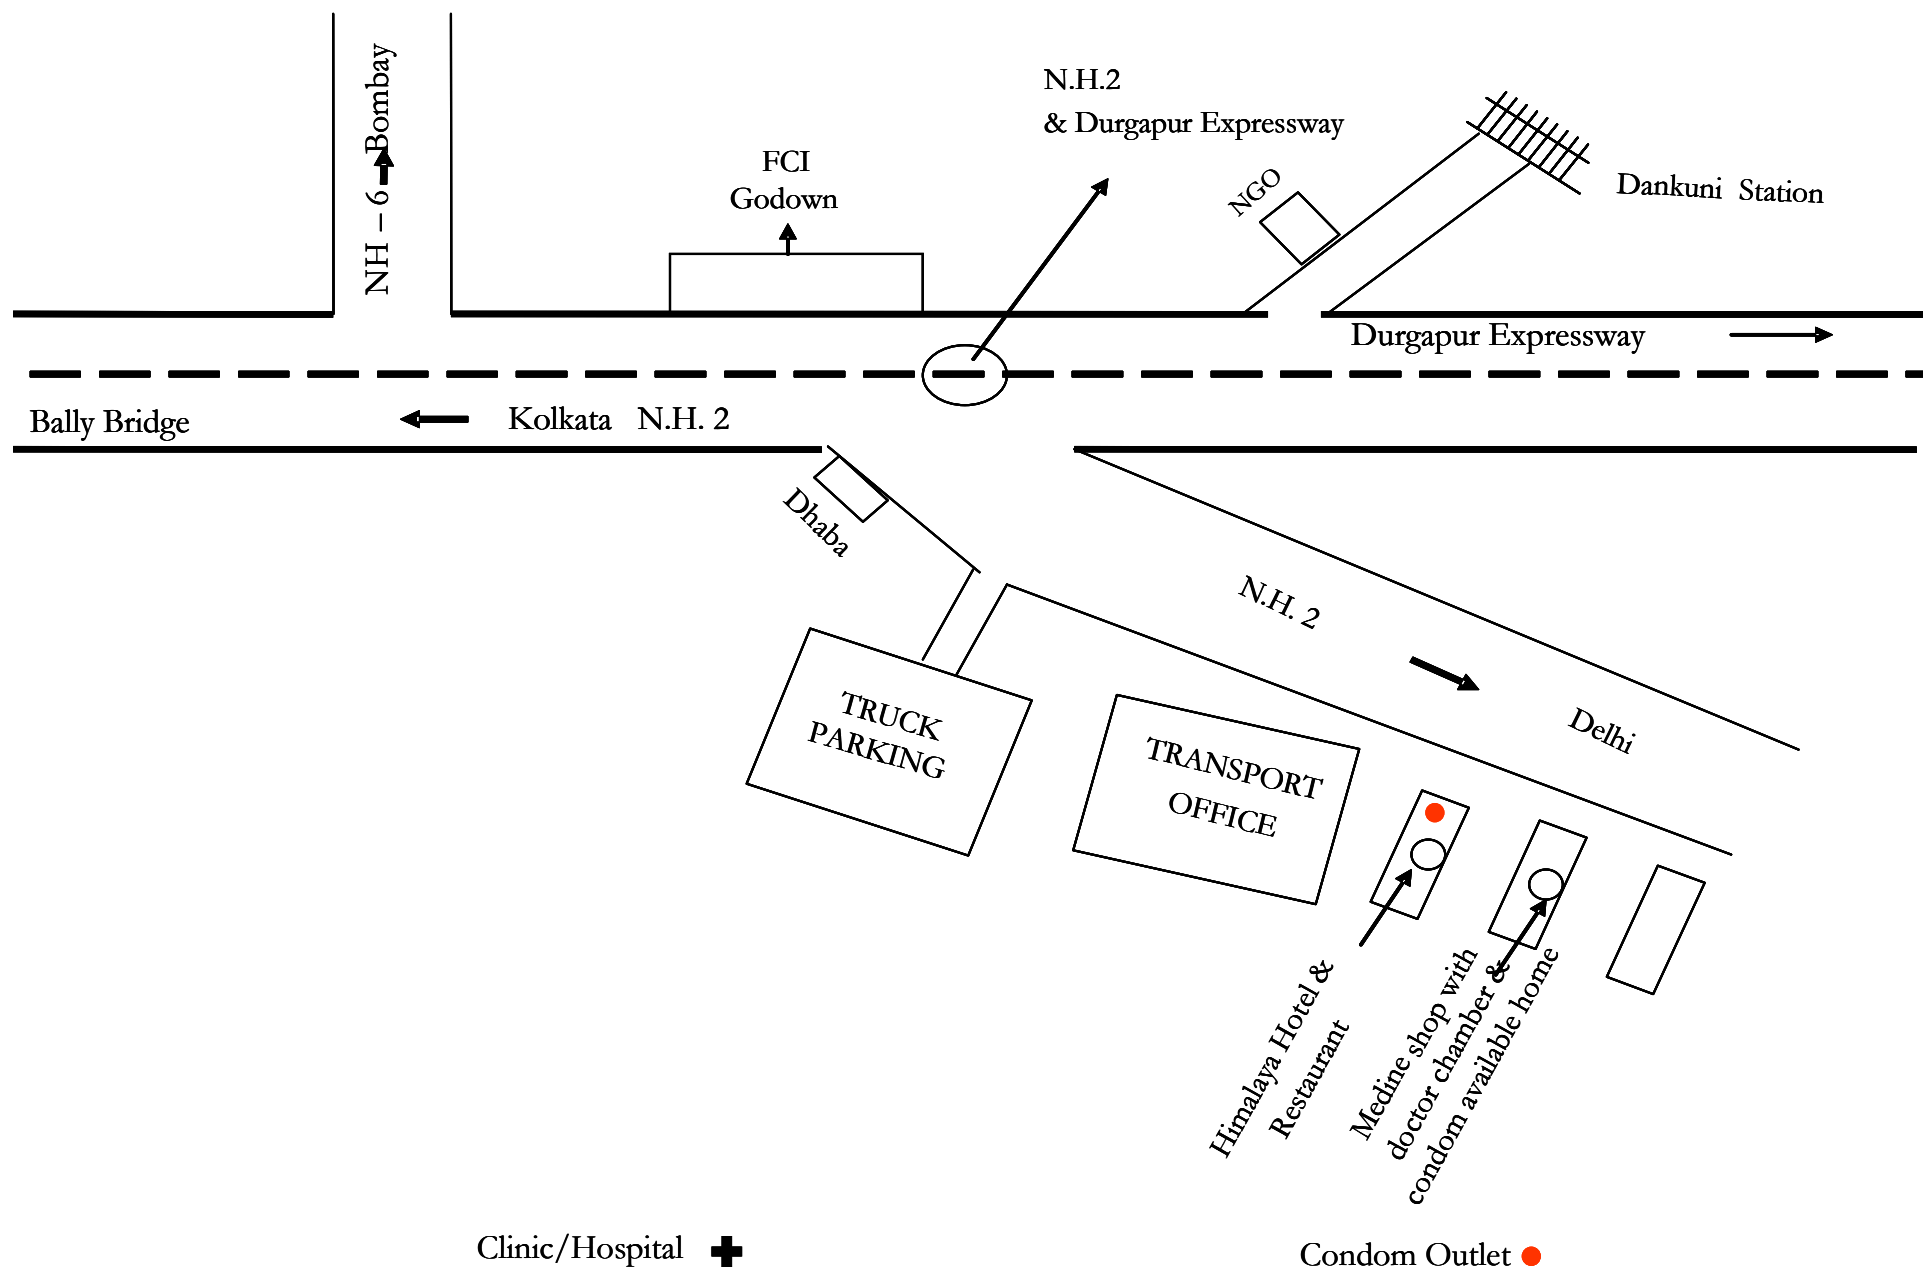 NH – 6 Bombay
N.H.2
& Durgapur Expressway
FCI
Godown
NGO
Dankuni Station
Durgapur Expressway
Bally Bridge
Kolkata N.H. 2
Dhaba
N.H. 2
Delhi
TRUCK
PARKING
TRANSPORT
OFFICE
Himalaya Hotel &
Restaurant
Medine shop with
doctor chamber &
condom available home
Clinic/Hospital
Condom Outlet